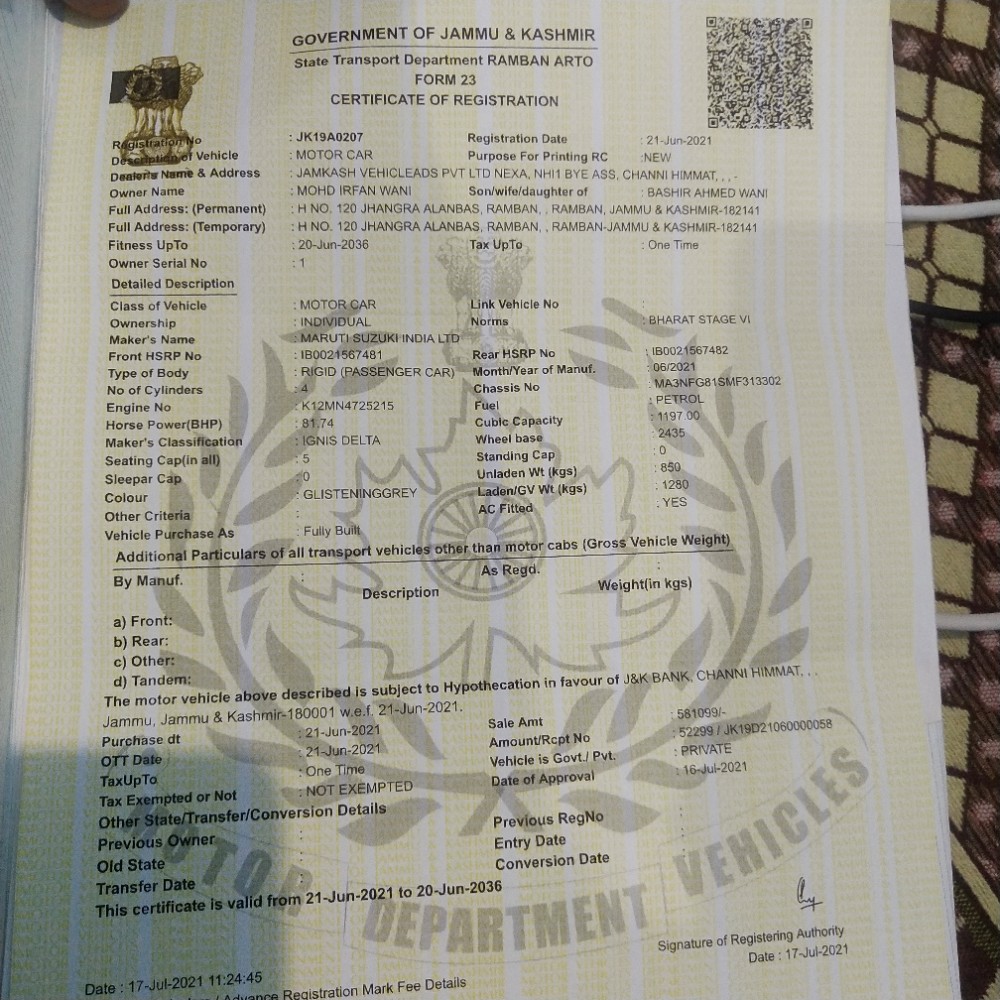 GOVERNMENT OF JAMMU & KASHMIR
State Transport Department RAMBAN ARTO
FORM 23
CERTIFICATE OF REGISTRATION
Registration No : JK19A0207 Registration Date : 21-Jun-2021
Description of Vehicle : MOTOR CAR Purpose For Printing RC :NEW
Dealer's Name & Address : JAMKASH VEHICLEADS PVT LTD NEXA, NHI1 BYE ASS, CHANNI HIMMAT, , , -
Owner Name : MOHD IRFAN WANI Son/wife/daughter of : BASHIR AHMED WANI
Full Address: (Permanent) : H NO. 120 JHANGRA ALANBAS, RAMBAN, , RAMBAN, JAMMU & KASHMIR-182141
Full Address: (Temporary) : H NO. 120 JHANGRA ALANBAS, RAMBAN, , RAMBAN-JAMMU & KASHMIR-182141
Fitness UpTo : 20-Jun-2036 Tax UpTo : One Time
Owner Serial No : 1
Detailed Description
Class of Vehicle : MOTOR CAR Link Vehicle No :
Ownership : INDIVIDUAL Norms : BHARAT STAGE VI
Maker's Name : MARUTI SUZUKI INDIA LTD
Front HSRP No : IB0021567481 Rear HSRP No : IB0021567482
Type of Body : RIGID (PASSENGER CAR) Month/Year of Manuf. : 06/2021
No of Cylinders : 4 Chassis No : MA3NFG81SMF313302
Engine No : K12MN4725215 Fuel : PETROL
Horse Power(BHP) : 81.74 Cubic Capacity : 1197.00
Maker's Classification : IGNIS DELTA Wheel base : 2435
Seating Cap(in all) : 5 Standing Cap : 0
Sleepar Cap : 0 Unladen Wt (kgs) : 850
Colour : GLISTENINGGREY Laden/GV Wt (kgs) : 1280
Other Criteria : AC Fitted : YES
Vehicle Purchase As : Fully Built
Additional Particulars of all transport vehicles other than motor cabs (Gross Vehicle Weight)
By Manuf. : As Regd. :
Description Weight(in kgs)
a) Front:
b) Rear:
c) Other:
d) Tandem:
The motor vehicle above described is subject to Hypothecation in favour of J&K BANK, CHANNI HIMMAT, , ,
Jammu, Jammu & Kashmir-180001 w.e.f. 21-Jun-2021.
Purchase dt : 21-Jun-2021 Sale Amt : 581099/-
OTT Date : 21-Jun-2021 Amount/Rcpt No : 52299 / JK19D21060000058
TaxUpTo : One Time Vehicle is Govt./ Pvt. : PRIVATE
Tax Exempted or Not : NOT EXEMPTED Date of Approval : 16-Jul-2021
Other State/Transfer/Conversion Details
Previous Owner : Previous RegNo :
Old State : Entry Date :
Transfer Date : Conversion Date :
This certificate is valid from 21-Jun-2021 to 20-Jun-2036
MOTOR VEHICLES DEPARTMENT
Signature of Registering Authority
Date : 17-Jul-2021
Date : 17-Jul-2021 11:24:45
/ Advance Registration Mark Fee Details